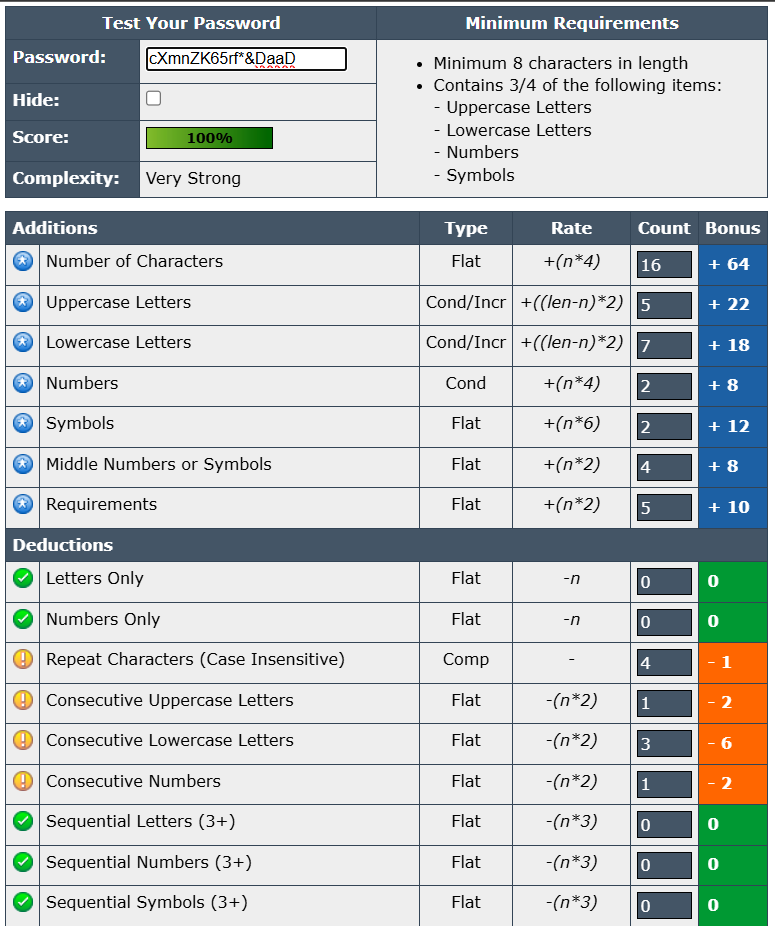 Test Your Password
Minimum Requirements
Password:
cXmnZK65rf*&DaaD
Hide:
Score:
100%
Complexity:
Very Strong
• Minimum 8 characters in length
• Contains 3/4 of the following items:
- Uppercase Letters
- Lowercase Letters
- Numbers
- Symbols
Additions Type Rate Count Bonus
Number of Characters Flat +(n*4) 16 + 64
Uppercase Letters Cond/Incr +((len-n)*2) 5 + 22
Lowercase Letters Cond/Incr +((len-n)*2) 7 + 18
Numbers Cond +(n*4) 2 + 8
Symbols Flat +(n*6) 2 + 12
Middle Numbers or Symbols Flat +(n*2) 4 + 8
Requirements Flat +(n*2) 5 + 10
Deductions
Letters Only Flat -n 0 0
Numbers Only Flat -n 0 0
Repeat Characters (Case Insensitive) Comp - 4 - 1
Consecutive Uppercase Letters Flat -(n*2) 1 - 2
Consecutive Lowercase Letters Flat -(n*2) 3 - 6
Consecutive Numbers Flat -(n*2) 1 - 2
Sequential Letters (3+) Flat -(n*3) 0 0
Sequential Numbers (3+) Flat -(n*3) 0 0
Sequential Symbols (3+) Flat -(n*3) 0 0